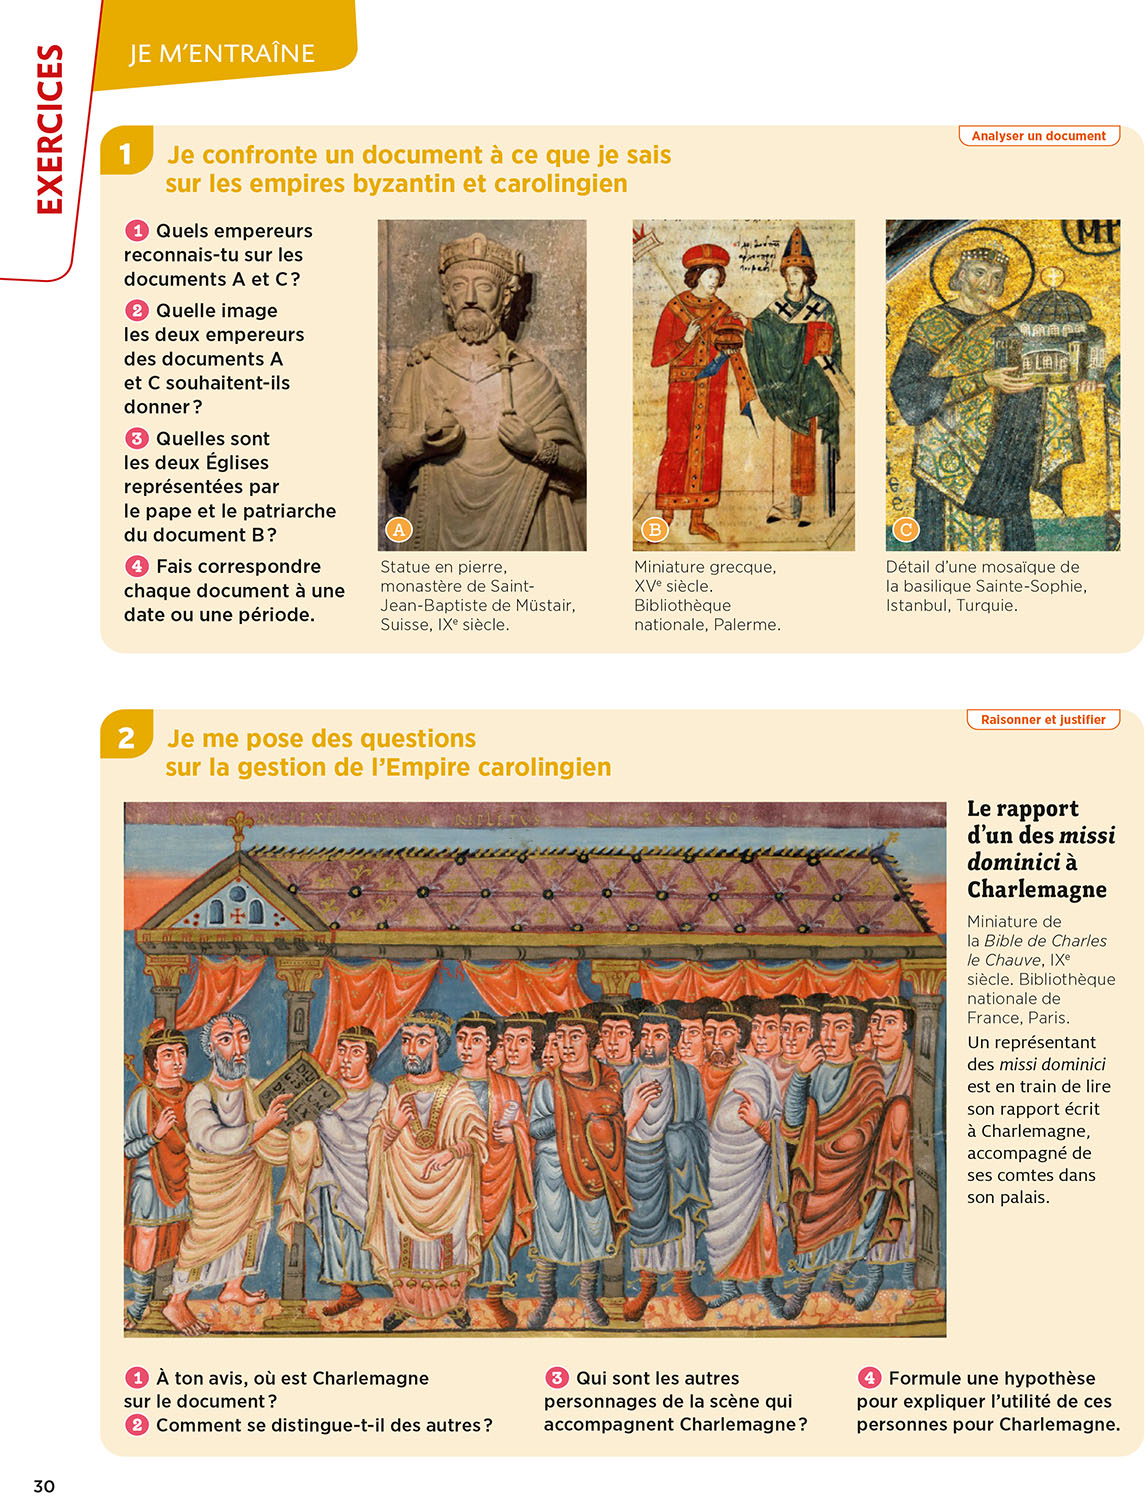 EXERCICES
JE M'ENTRAÎNE
1
Analyser un document
Je confronte un document à ce que je sais
sur les empires byzantin et carolingien
1 Quels empereurs
reconnais-tu sur les
documents A et C ?
2 Quelle image
les deux empereurs
des documents A
et C souhaitent-ils
donner ?
3 Quelles sont
les deux Églises
représentées par
le pape et le patriarche
du document B ?
4 Fais correspondre
chaque document à une
date ou une période.
A
Statue en pierre,
monastère de Saint-
Jean-Baptiste de Müstair,
Suisse, IXe siècle.
B
Miniature grecque,
XVe siècle.
Bibliothèque
nationale, Palerme.
C
Détail d'une mosaïque de
la basilique Sainte-Sophie,
Istanbul, Turquie.
2
Raisonner et justifier
Je me pose des questions
sur la gestion de l'Empire carolingien
Le rapport
d'un des missi
dominici à
Charlemagne
Miniature de
la Bible de Charles
le Chauve, IXe
siècle. Bibliothèque
nationale de
France, Paris.
Un représentant
des missi dominici
est en train de lire
son rapport écrit
à Charlemagne,
accompagné de
ses comtes dans
son palais.
1 À ton avis, où est Charlemagne
sur le document ?
2 Comment se distingue-t-il des autres ?
3 Qui sont les autres
personnages de la scène qui
accompagnent Charlemagne ?
4 Formule une hypothèse
pour expliquer l'utilité de ces
personnes pour Charlemagne.
30